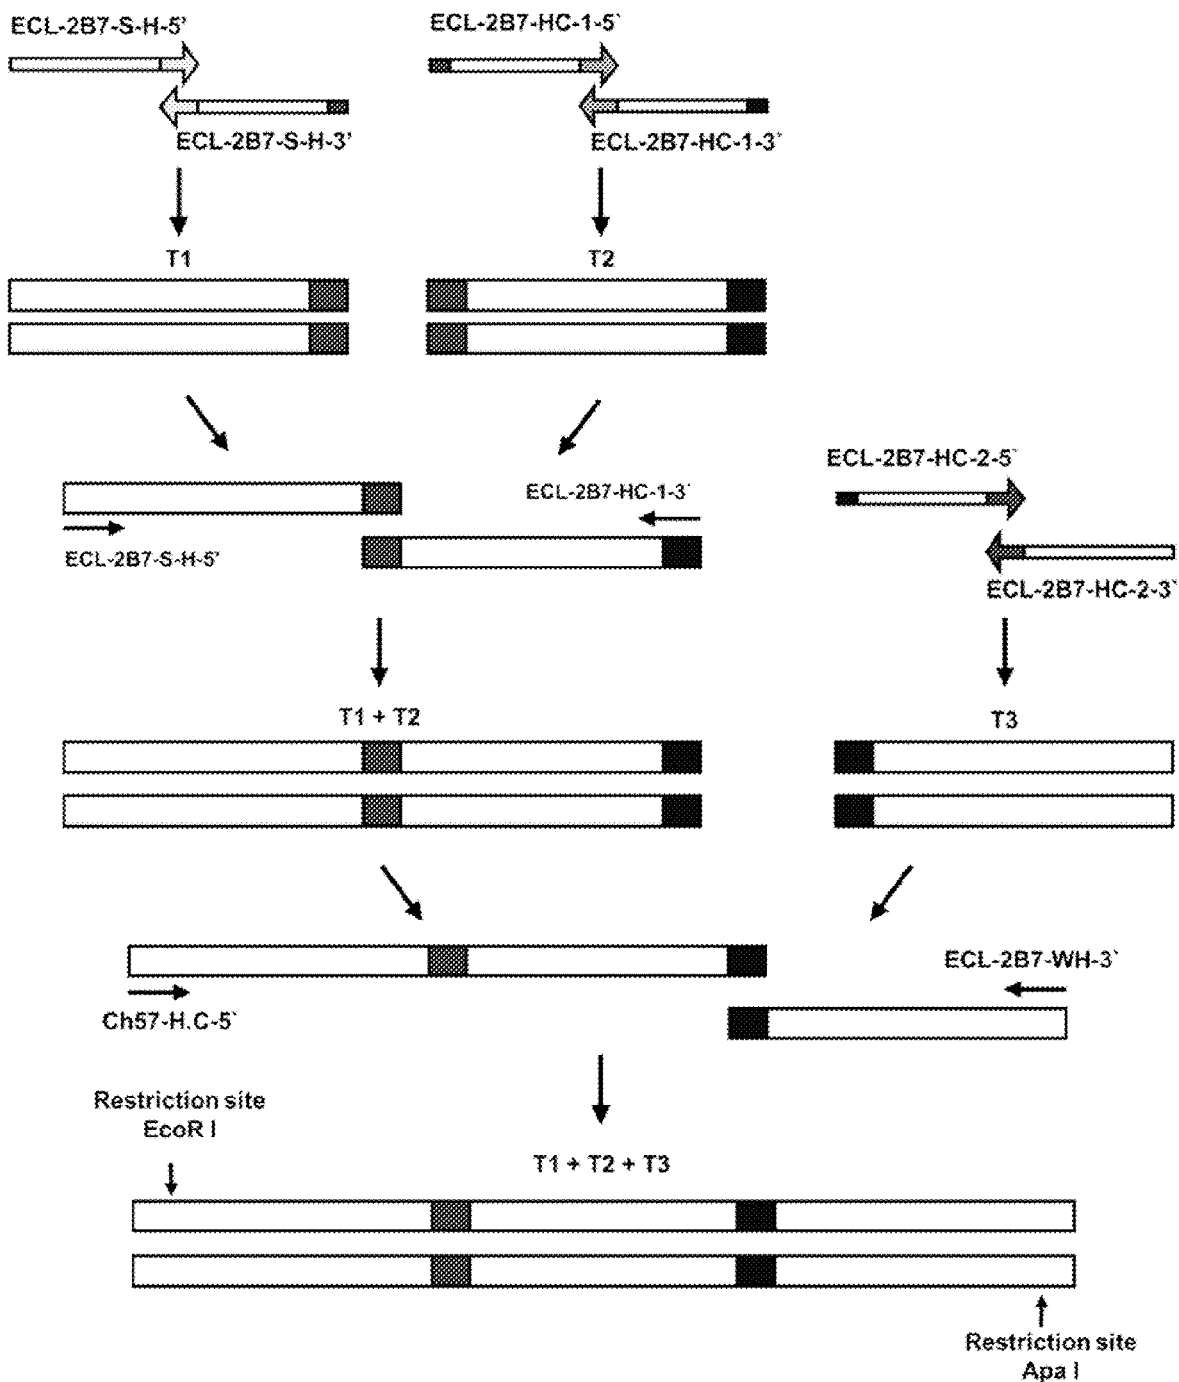 ECL-2B7-S-H-5'
ECL-2B7-HC-1-5`
ECL-2B7-S-H-3'
ECL-2B7-HC-1-3`
T1
T2
ECL-2B7-HC-2-5`
ECL-2B7-HC-1-3`
ECL-2B7-S-H-5'
ECL-2B7-HC-2-3`
T1 + T2
T3
ECL-2B7-WH-3`
Ch57-H.C-5`
Restriction site
EcoR I
T1 + T2 + T3
Restriction site
Apa I